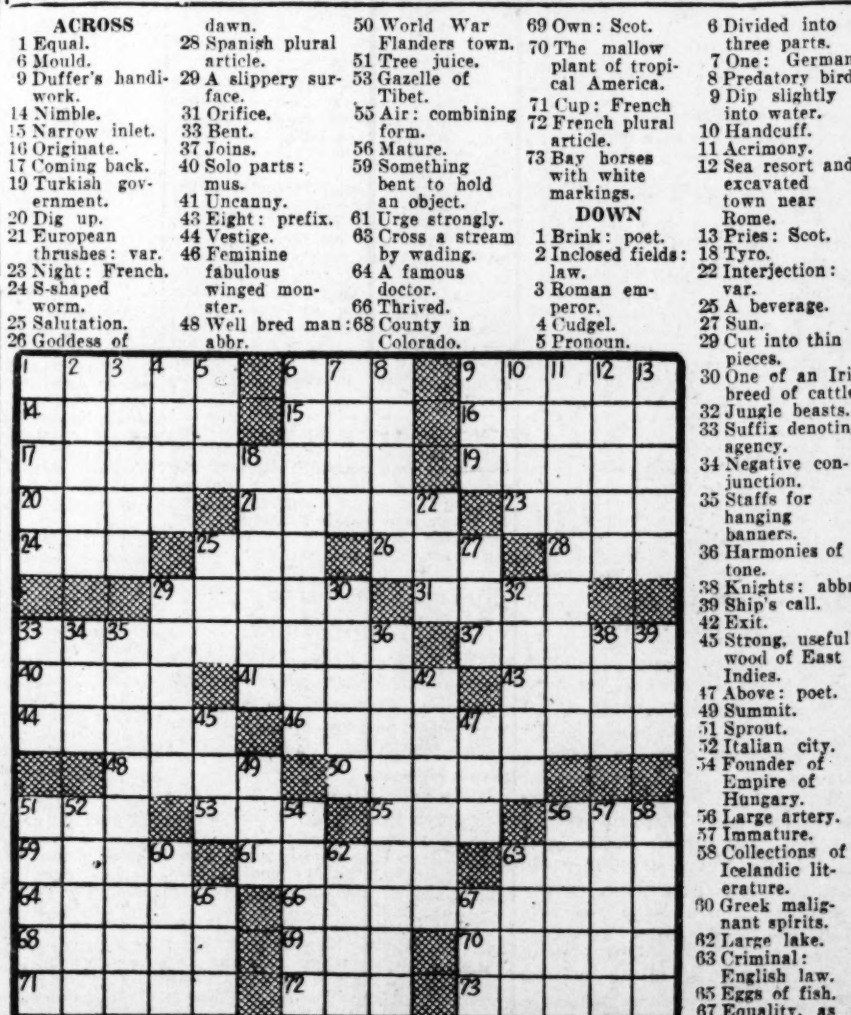 ACROSS
1 Equal.
6 Mould.
9 Duffer's handi-
work.
14 Nimble.
15 Narrow inlet.
16 Originate.
17 Coming back.
19 Turkish gov-
ernment.
20 Dig up.
21 European
thrushes: var.
23 Night: French.
24 S-shaped
worm.
25 Salutation.
26 Goddess of
dawn.
28 Spanish plural
article.
29 A slippery sur-
face.
31 Orifice.
33 Bent.
37 Joins.
40 Solo parts:
mus.
41 Uncanny.
43 Eight: prefix.
44 Vestige.
46 Feminine
fabulous
winged mon-
ster.
48 Well bred man:
abbr.
50 World War
Flanders town.
51 Tree juice.
53 Gazelle of
Tibet.
55 Air: combining
form.
56 Mature.
59 Something
bent to hold
an object.
61 Urge strongly.
63 Cross a stream
by wading.
64 A famous
doctor.
66 Thrived.
68 County in
Colorado.
69 Own: Scot.
70 The mallow
plant of tropi-
cal America.
71 Cup: French
72 French plural
article.
73 Bay horses
with white
markings.
DOWN
1 Brink: poet.
2 Inclosed fields:
law.
3 Roman em-
peror.
4 Cudgel.
5 Pronoun.
6 Divided into
three parts.
7 One: German
8 Predatory bird
9 Dip slightly
into water.
10 Handcuff.
11 Acrimony.
12 Sea resort and
excavated
town near
Rome.
13 Pries: Scot.
18 Tyro.
22 Interjection:
var.
25 A beverage.
27 Sun.
29 Cut into thin
pieces.
30 One of an Iri
breed of cattle
32 Jungle beasts.
33 Suffix denotin
agency.
34 Negative con-
junction.
35 Staffs for
hanging
banners.
36 Harmonies of
tone.
38 Knights: abbr
39 Ship's call.
42 Exit.
45 Strong, useful
wood of East
Indies.
47 Above: poet.
49 Summit.
51 Sprout.
52 Italian city.
54 Founder of
Empire of
Hungary.
56 Large artery.
57 Immature.
58 Collections of
Icelandic lit-
erature.
60 Greek malig-
nant spirits.
62 Large lake.
63 Criminal:
English law.
65 Eggs of fish.
67 Equality, as
1 2 3 4 5 6 7 8 9 10 11 12 13
14 15 16
17 18 19
20 21 22 23
24 25 26 27 28
29 30 31 32
33 34 35 36 37 38 39
40 41 42 43
44 45 46 47
48 49 50
51 52 53 54 55 56 57 58
59 60 61 62 63
64 65 66 67
68 69 70
71 72 73